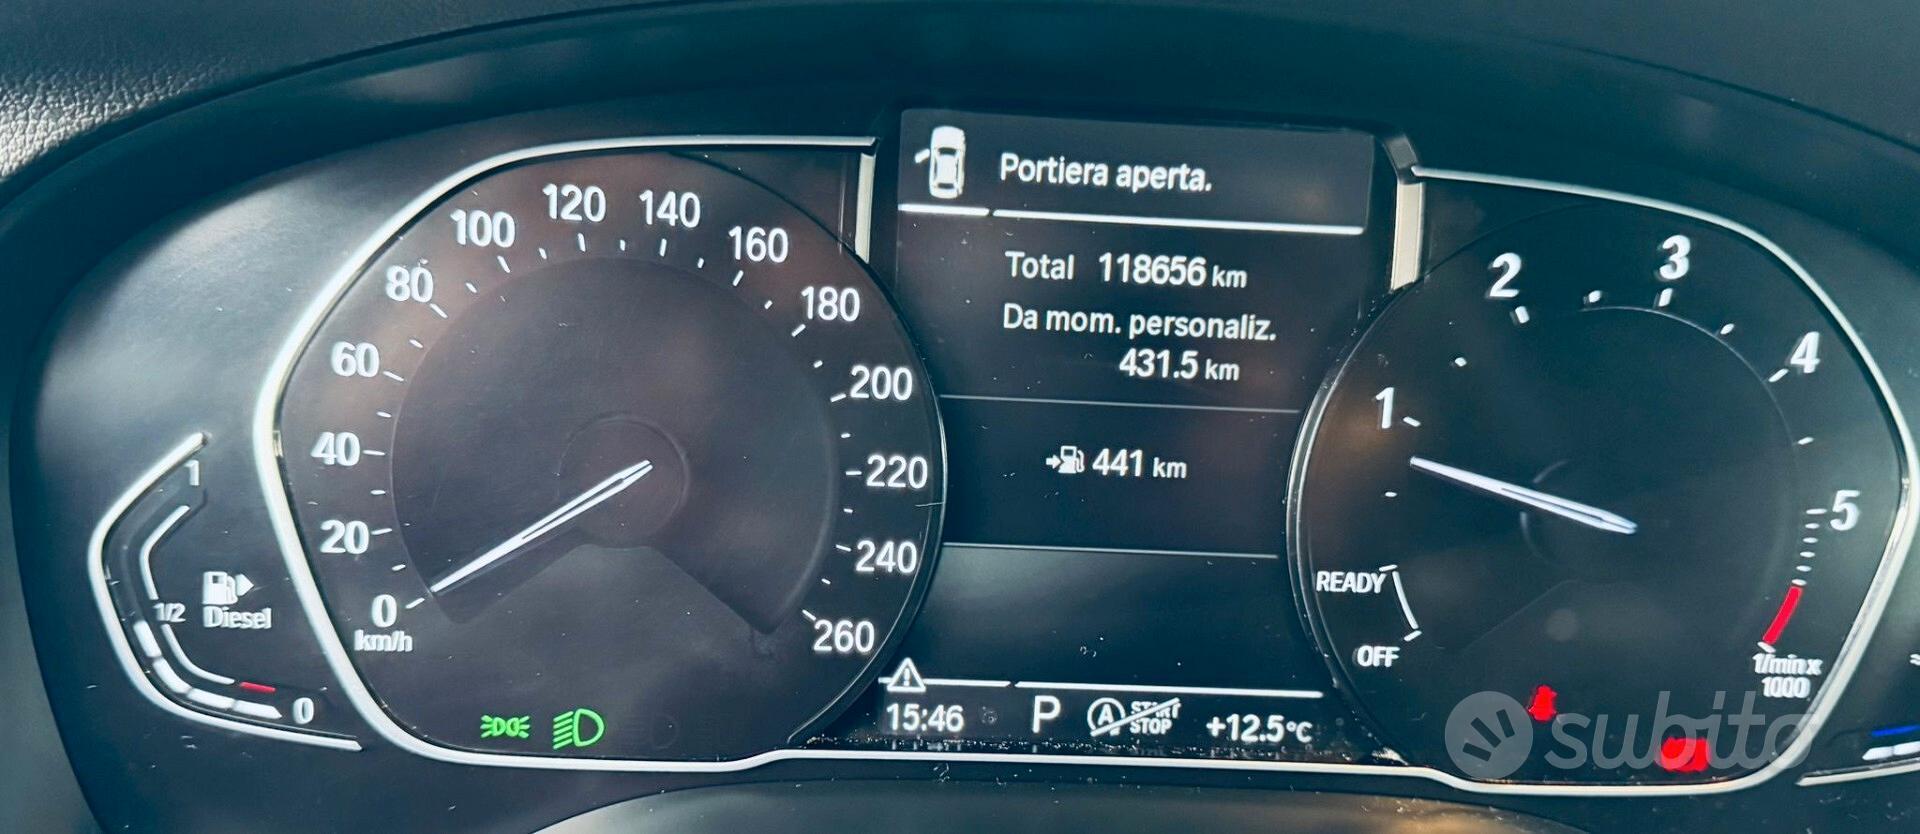 Portiera aperta.
Total 118656 km
Da mom. personaliz.
431.5 km
441 km
0
20
40
60
80
100
120
140
160
180
200
220
240
260
km/h
1
1/2
0
Diesel
15:46
P
A START
STOP
+12.5°C
1
2
3
4
5
READY
OFF
1/min x
1000
subito